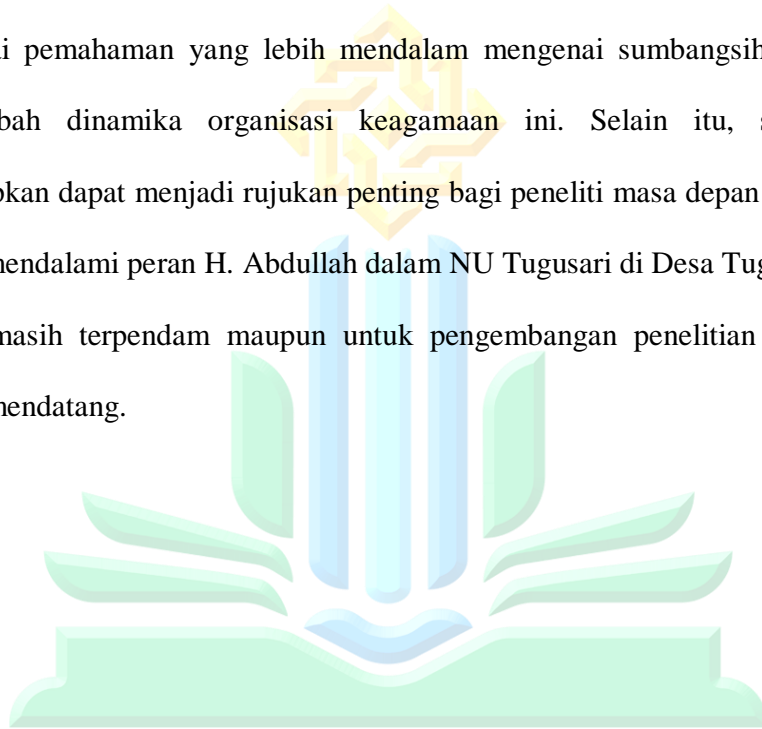 di pemahaman yang lebih mendalam mengenai sumbangsih
bah dinamika organisasi keagamaan ini. Selain itu, s
pkan dapat menjadi rujukan penting bagi peneliti masa depan
mendalami peran H. Abdullah dalam NU Tugusari di Desa Tug
masih terpendam maupun untuk pengembangan penelitian
mendatang.